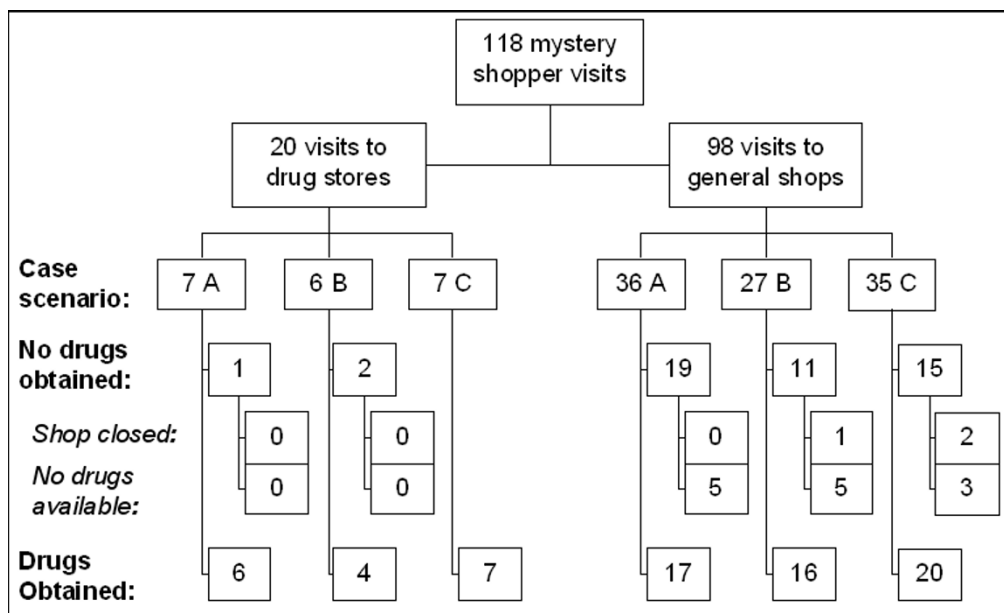 118 mystery
shopper visits
20 visits to
drug stores
98 visits to
general shops
Case
scenario:
7 A
6 B
7 C
36 A
27 B
35 C
No drugs
obtained:
1
2
19
11
15
Shop closed:
0
0
0
1
2
No drugs
available:
0
0
5
5
3
Drugs
Obtained:
6
4
7
17
16
20